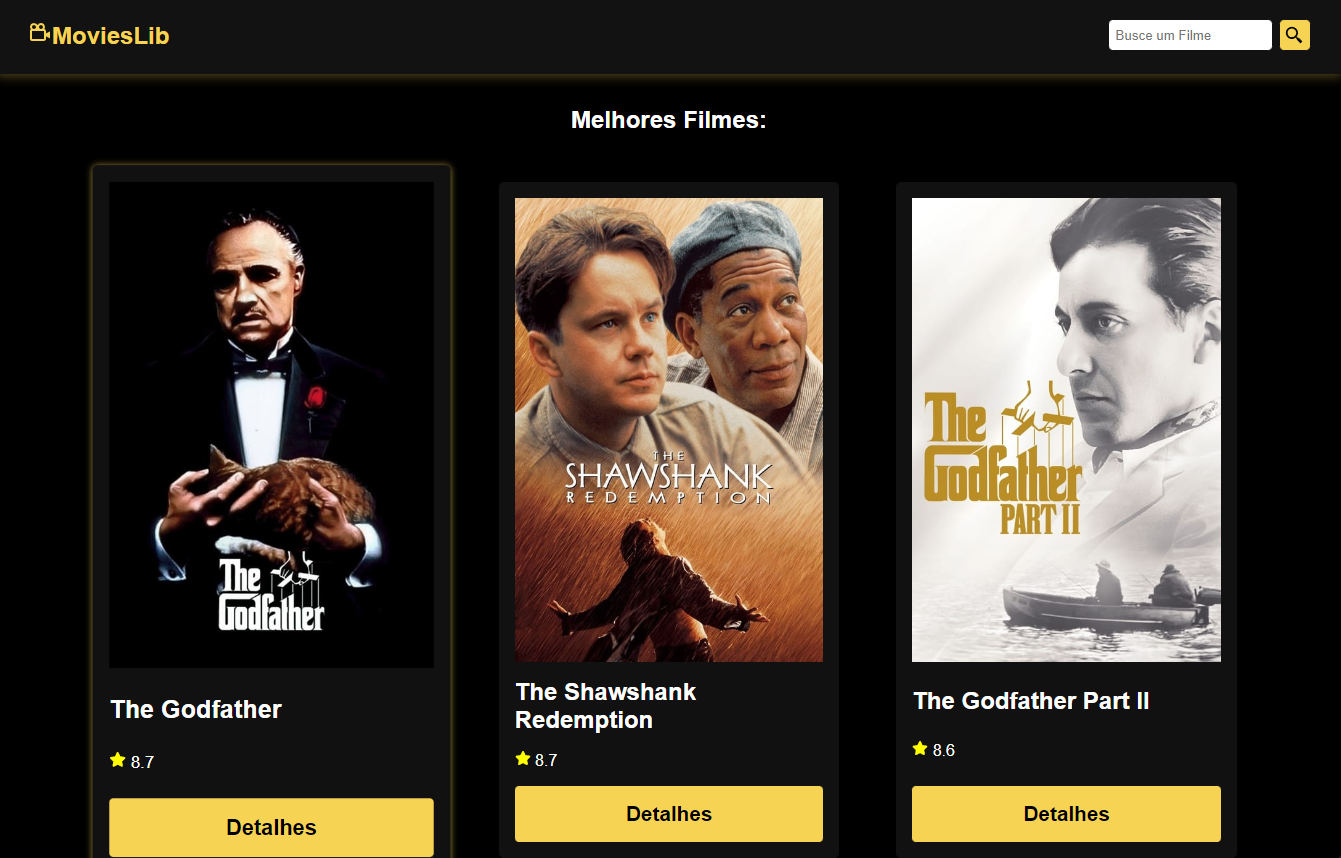 MoviesLib
Busce um Filme
Melhores Filmes:
The
Godfather
The Godfather
8.7
Detalhes
THE
SHAWSHANK
REDEMPTION
The Shawshank
Redemption
8.7
Detalhes
The
Godfather
PART II
The Godfather Part II
8.6
Detalhes